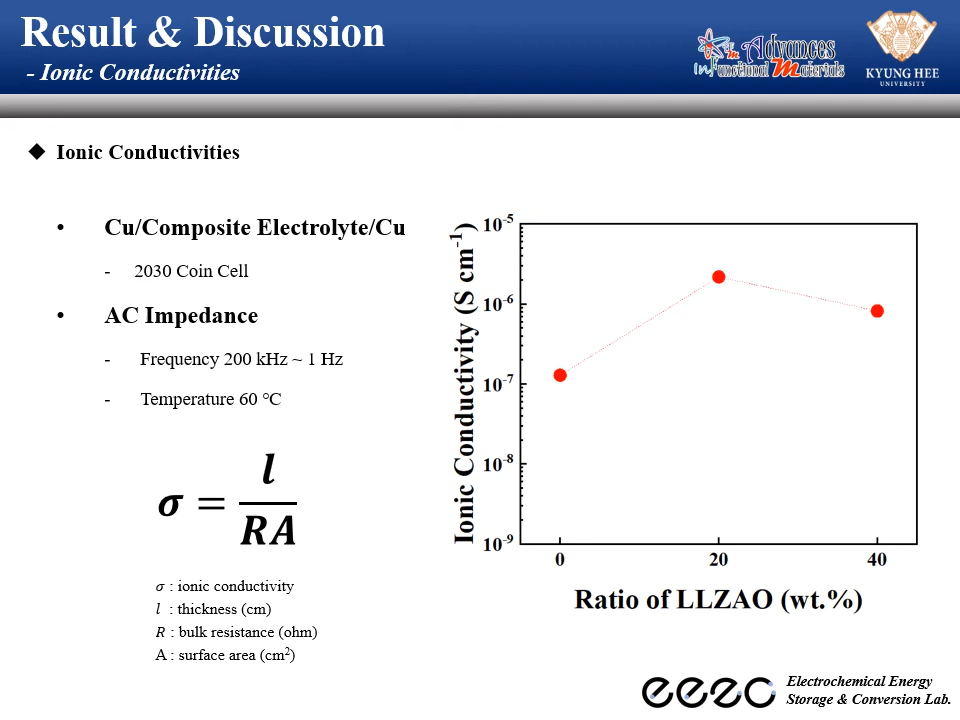 Result & Discussion
- Ionic Conductivities
Em Advances
in Functional Materials
KYUNG HEE
UNIVERSITY
◆ Ionic Conductivities
• Cu/Composite Electrolyte/Cu
- 2030 Coin Cell
• AC Impedance
- Frequency 200 kHz ~ 1 Hz
- Temperature 60 ℃
σ = l / RA
σ : ionic conductivity
l : thickness (cm)
R : bulk resistance (ohm)
A : surface area (cm²)
Ionic Conductivity (S cm⁻¹)
10⁻⁵
10⁻⁶
10⁻⁷
10⁻⁸
10⁻⁹
0 20 40
Ratio of LLZAO (wt.%)
eezc
Electrochemical Energy
Storage & Conversion Lab.